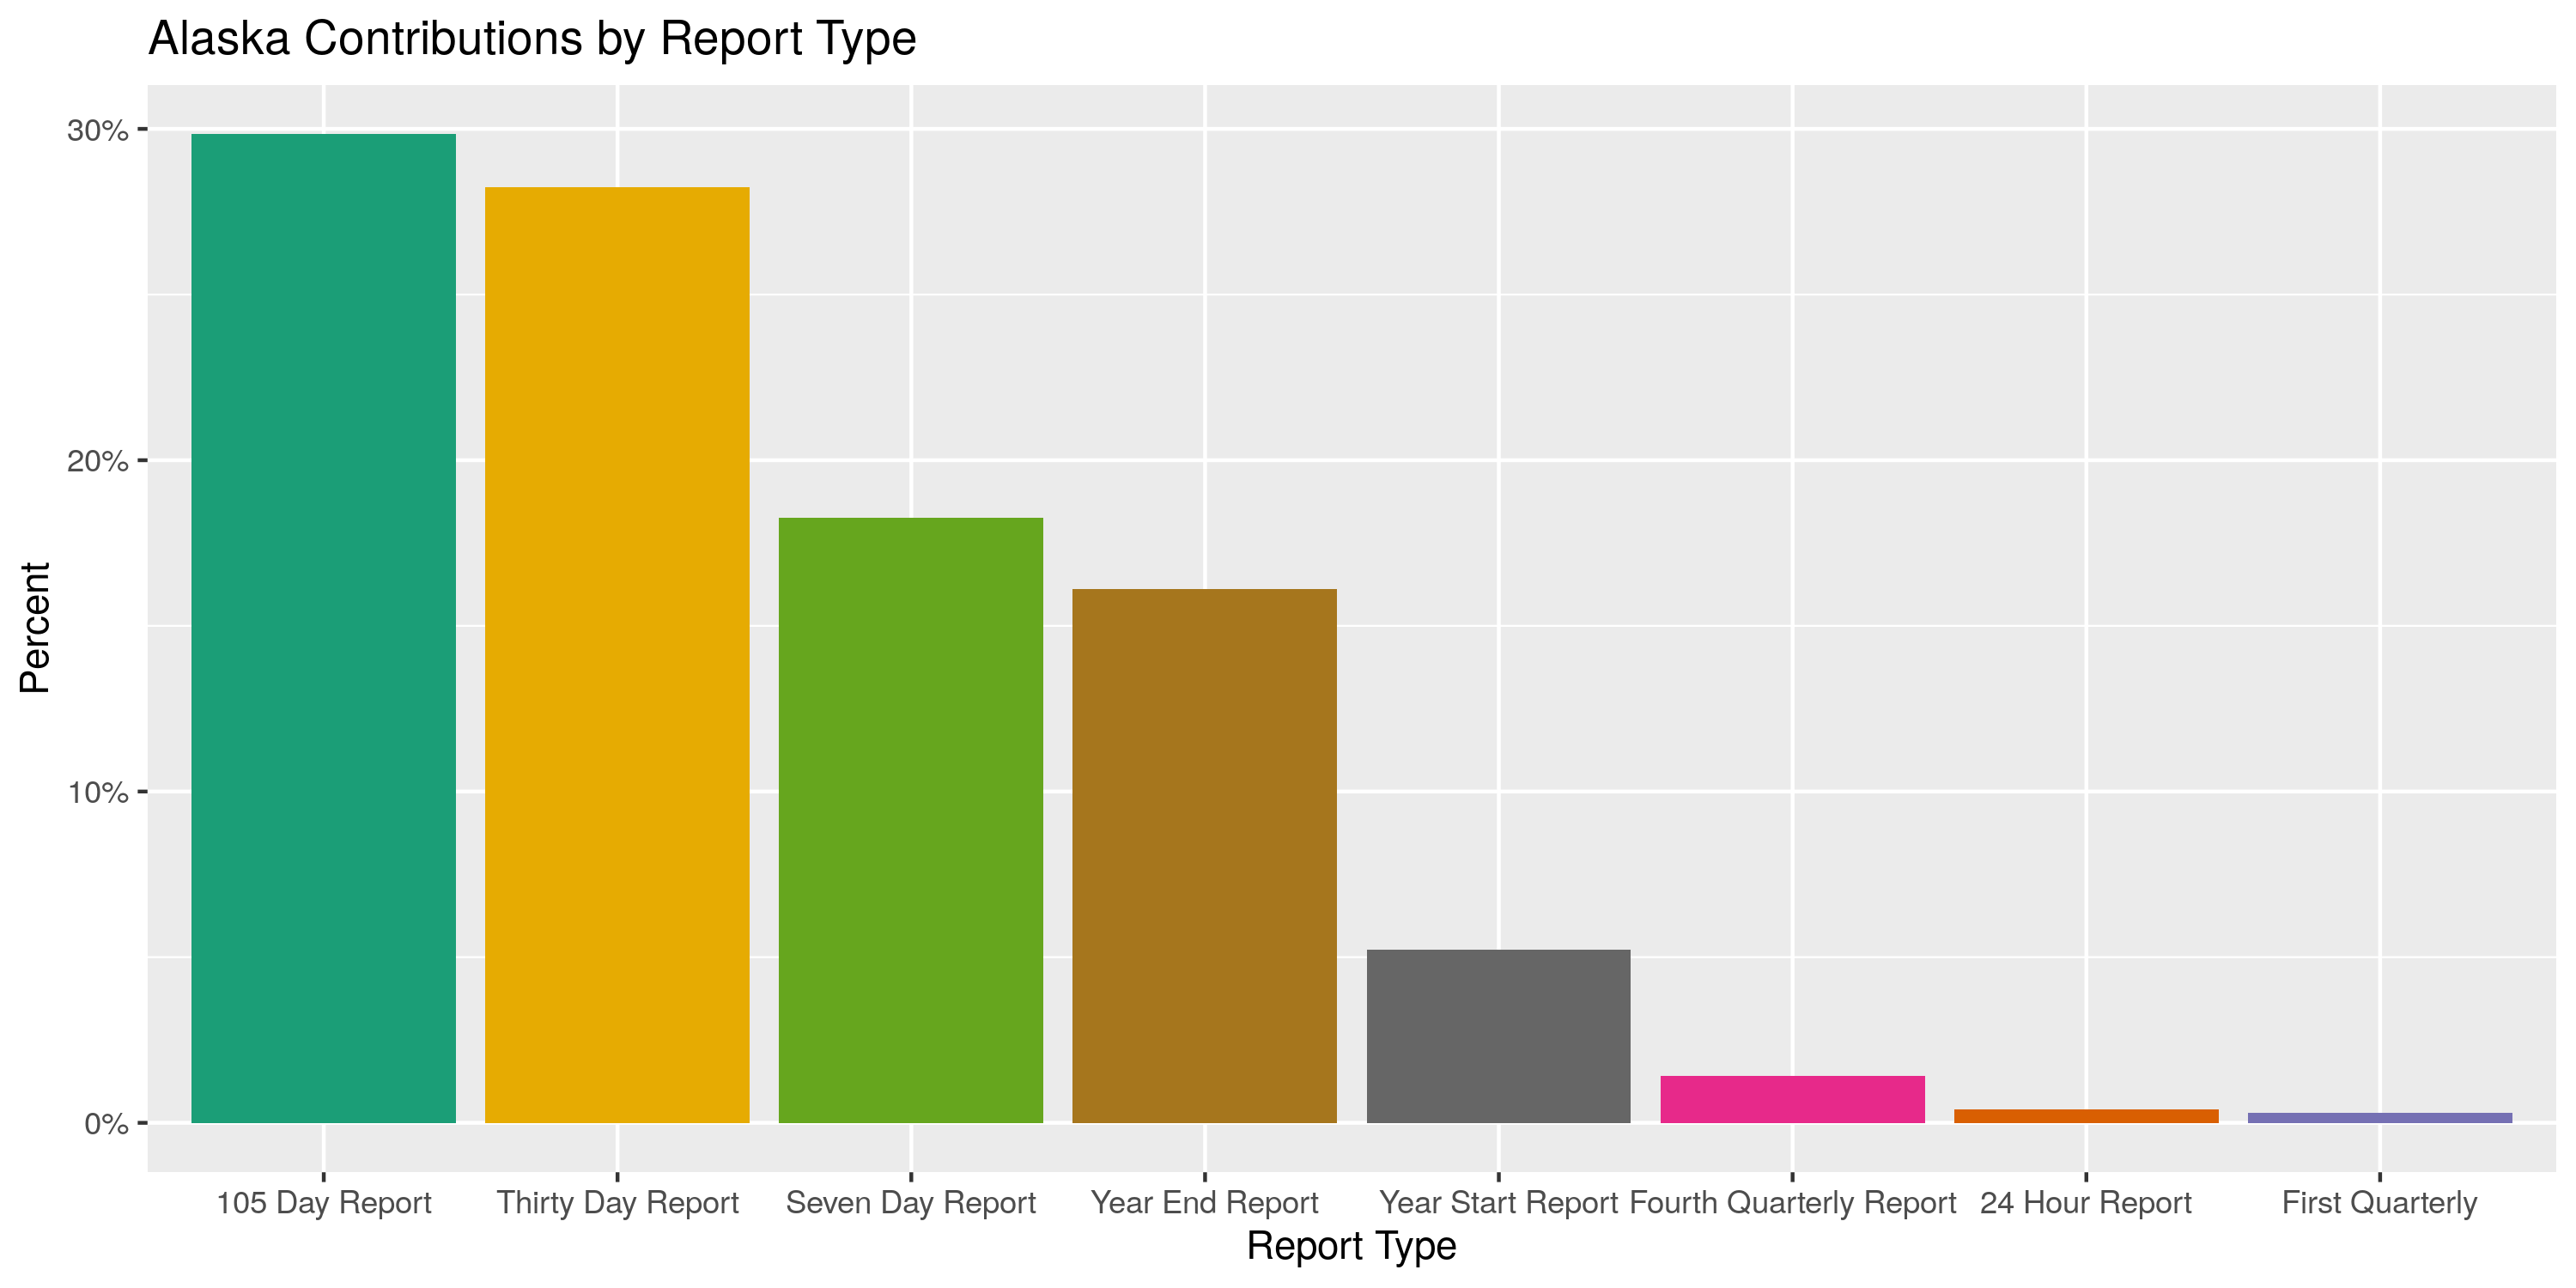 Alaska Contributions by Report Type
30%
20%
10%
0%
Percent
105 Day Report
Thirty Day Report
Seven Day Report
Year End Report
Year Start Report
Fourth Quarterly Report
24 Hour Report
First Quarterly
Report Type